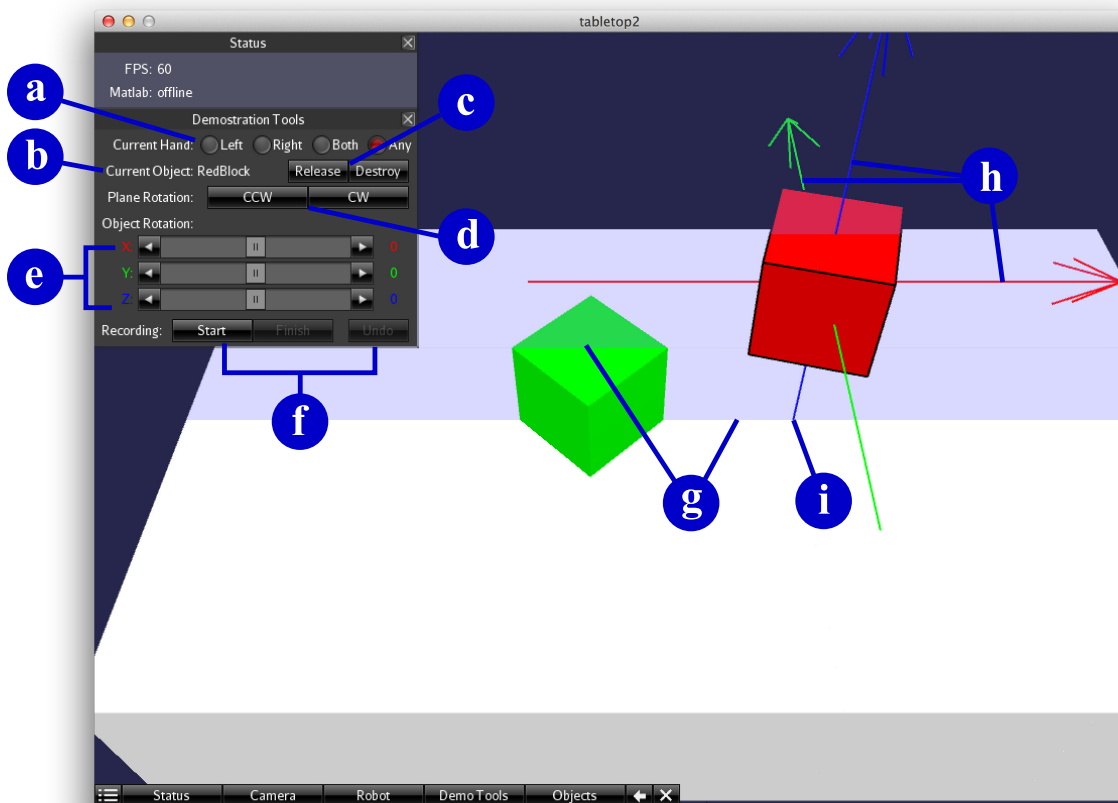 tabletop2
Status
FPS: 60
Matlab: offline
Demostration Tools
Current Hand: Left Right Both Any
Current Object: RedBlock Release Destroy
Plane Rotation: CCW CW
Object Rotation:
X: 0
Y: 0
Z: 0
Recording: Start Finish Undo
a
b
c
d
e
f
g
h
i
Status Camera Robot Demo Tools Objects